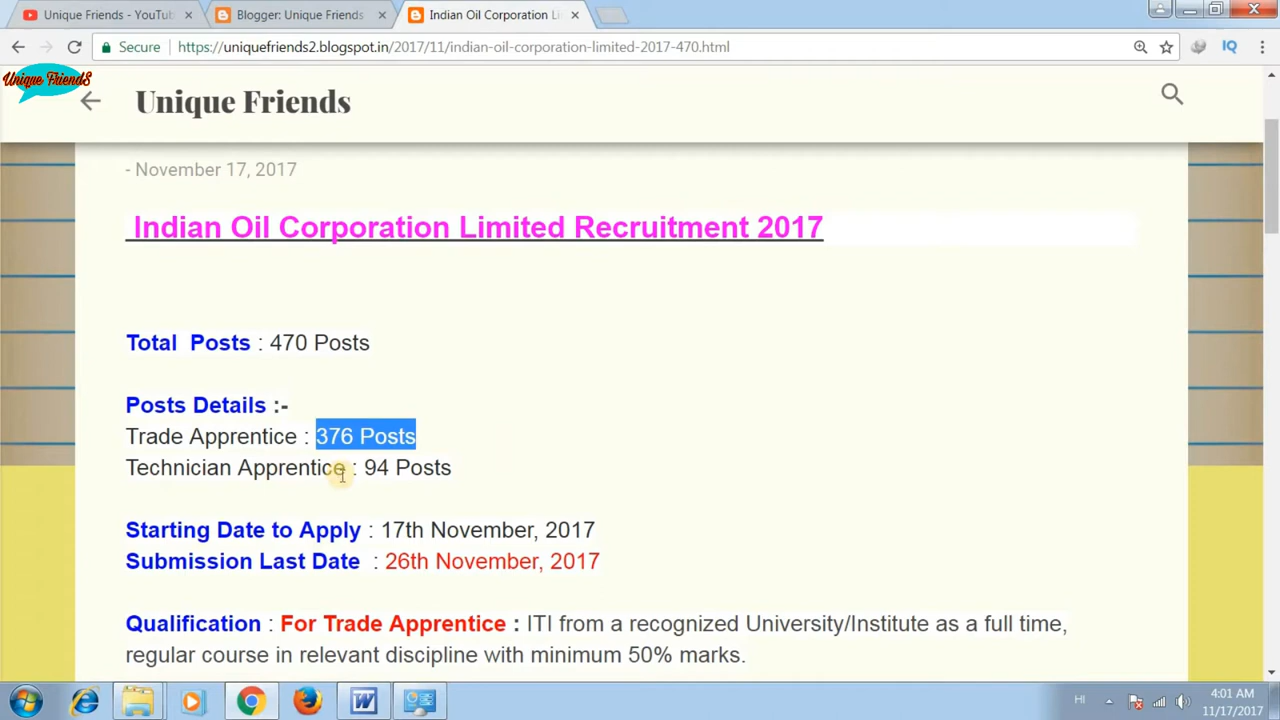 Unique Friends - YouTu
Blogger: Unique Friends
Indian Oil Corporation Li
Secure
https://uniquefriends2.blogspot.in/2017/11/indian-oil-corporation-limited-2017-470.html
IQ
Unique FriendS
Unique Friends
- November 17, 2017
Indian Oil Corporation Limited Recruitment 2017
Total Posts : 470 Posts
Posts Details :-
Trade Apprentice : 376 Posts
Technician Apprentice : 94 Posts
Starting Date to Apply : 17th November, 2017
Submission Last Date : 26th November, 2017
Qualification : For Trade Apprentice : ITI from a recognized University/Institute as a full time,
regular course in relevant discipline with minimum 50% marks.
HI
4:01 AM
11/17/2017